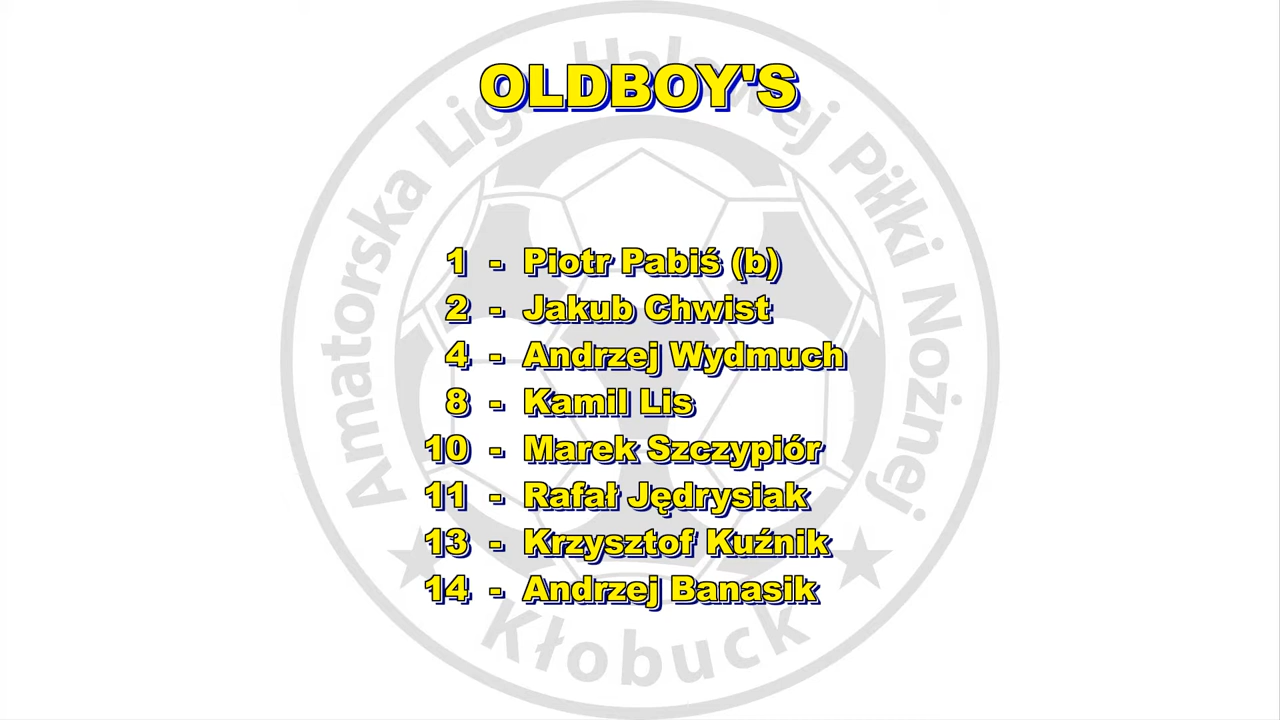 Amatorska Liga Halowej Piłki Nożnej
OLDBOY'S
1 - Piotr Pabiś (b)
2 - Jakub Chwist
4 - Andrzej Wydmuch
8 - Kamil Lis
10 - Marek Szczypiór
11 - Rafał Jędrysiak
13 - Krzysztof Kuźnik
14 - Andrzej Banasik
Kłobuck